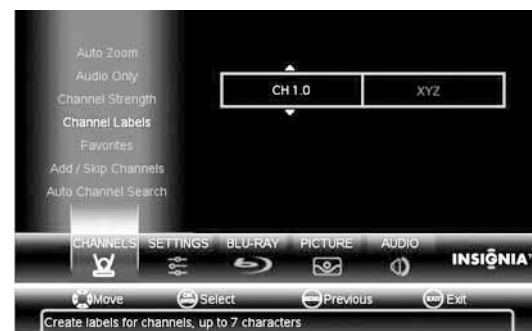 Auto Zoom
Audio Only
Channel Strength
Channel Labels
Favorites
Add / Skip Channels
Auto Channel Search
CH 1.0 XYZ
CHANNELS SETTINGS BLU-RAY PICTURE AUDIO
INSIGNIA
Move Select Previous Exit
Create labels for channels, up to 7 characters